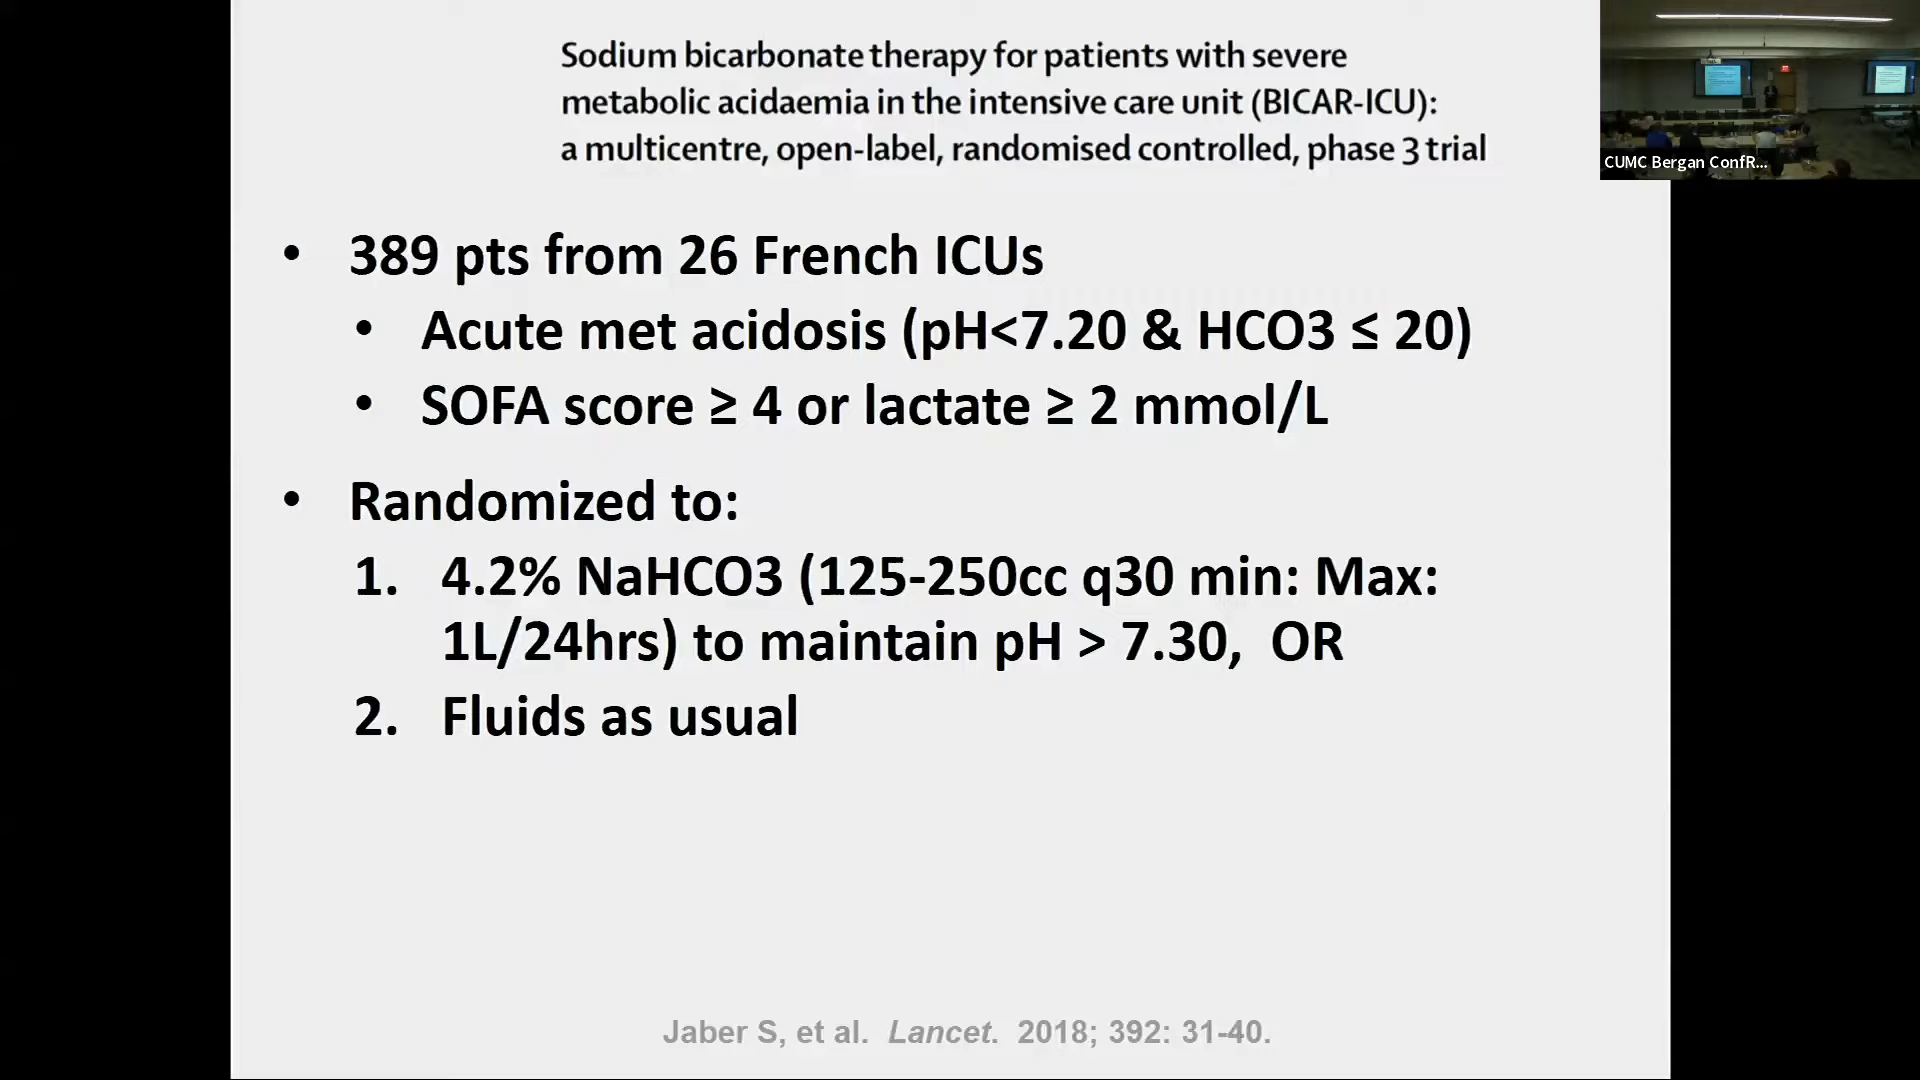 Sodium bicarbonate therapy for patients with severe
metabolic acidaemia in the intensive care unit (BICAR-ICU):
a multicentre, open-label, randomised controlled, phase 3 trial
CUMC Bergan ConfR...
• 389 pts from 26 French ICUs
• Acute met acidosis (pH<7.20 & HCO3 ≤ 20)
• SOFA score ≥ 4 or lactate ≥ 2 mmol/L
• Randomized to:
1. 4.2% NaHCO3 (125-250cc q30 min: Max:
1L/24hrs) to maintain pH > 7.30, OR
2. Fluids as usual
Jaber S, et al. Lancet. 2018; 392: 31-40.